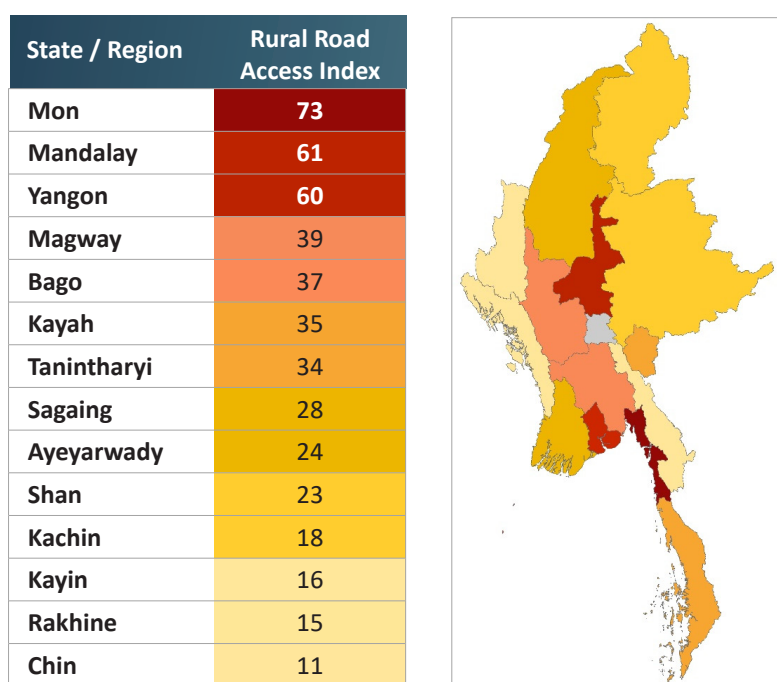 State / Region Rural Road
Access Index
Mon 73
Mandalay 61
Yangon 60
Magway 39
Bago 37
Kayah 35
Tanintharyi 34
Sagaing 28
Ayeyarwady 24
Shan 23
Kachin 18
Kayin 16
Rakhine 15
Chin 11